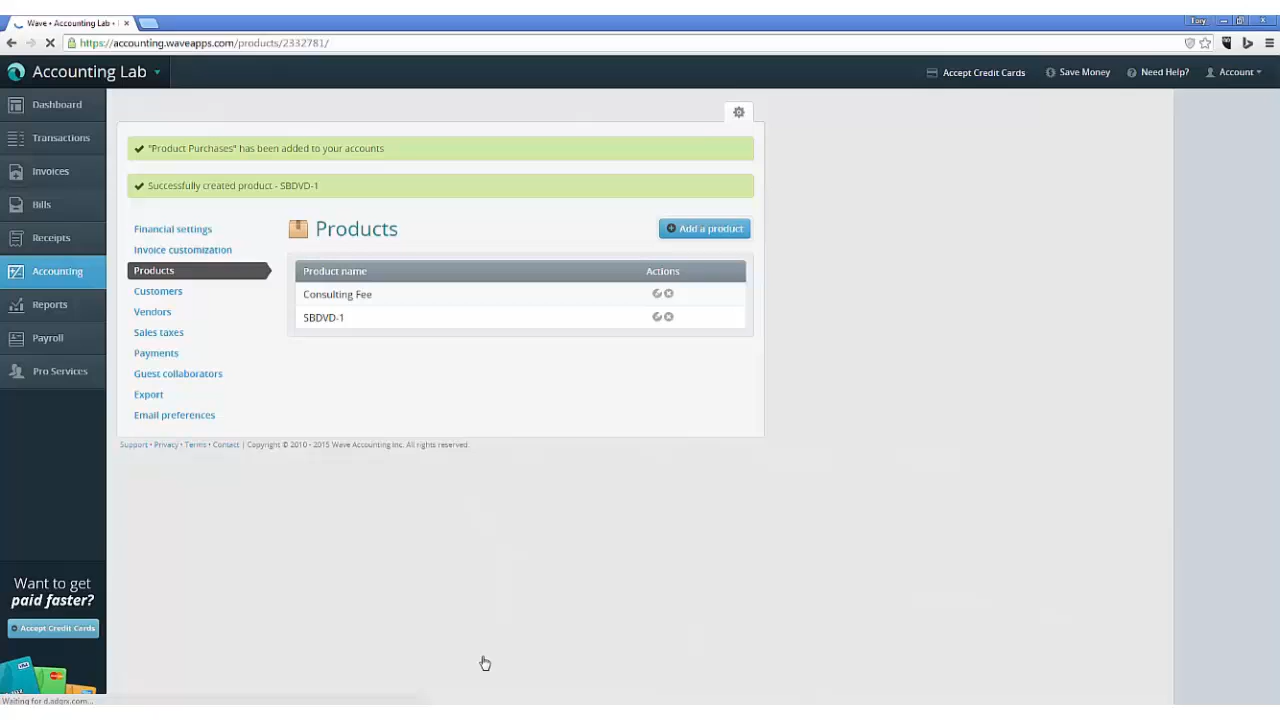 Wave • Accounting Lab •
Tory
https://accounting.waveapps.com/products/2332781/
Accounting Lab
Accept Credit Cards
Save Money
Need Help?
Account
Dashboard
Transactions
Invoices
Bills
Receipts
Accounting
Reports
Payroll
Pro Services
"Product Purchases" has been added to your accounts
Successfully created product - SBDVD-1
Financial settings
Invoice customization
Products
Customers
Vendors
Sales taxes
Payments
Guest collaborators
Export
Email preferences
Products
Add a product
Product name Actions
Consulting Fee
SBDVD-1
Support • Privacy • Terms • Contact | Copyright © 2010 - 2015 Wave Accounting Inc. All rights reserved.
Want to get
paid faster?
Accept Credit Cards
VISA